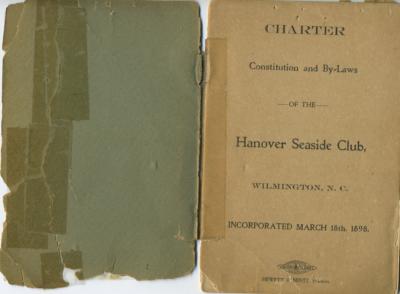 CHARTER
Constitution and By-Laws
—OF THE—
Hanover Seaside Club,
WILMINGTON, N. C.
INCORPORATED MARCH 18th, 1898.